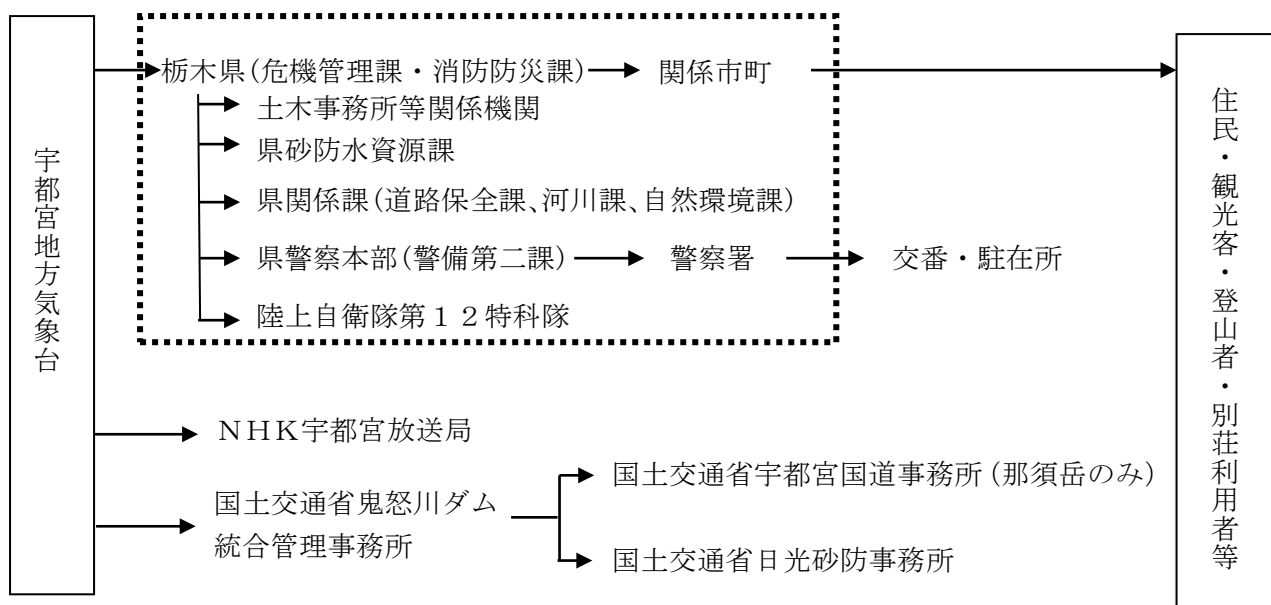 宇都宮地方気象台
栃木県(危機管理課・消防防災課)
関係市町
土木事務所等関係機関
県砂防水資源課
県関係課(道路保全課、河川課、自然環境課)
県警察本部(警備第二課)
警察署
交番・駐在所
陸上自衛隊第12特科隊
NHK宇都宮放送局
国土交通省鬼怒川ダム
統合管理事務所
国土交通省宇都宮国道事務所(那須岳のみ)
国土交通省日光砂防事務所
住民・観光客・登山者・別荘利用者等